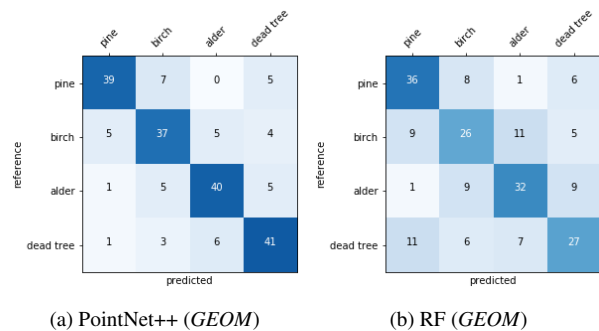 pine birch alder dead tree
pine 39 7 0 5
birch 5 37 5 4
reference
alder 1 5 40 5
dead tree 1 3 6 41
predicted
(a) PointNet++ (GEOM)
pine birch alder dead tree
pine 36 8 1 6
birch 9 26 11 5
reference
alder 1 9 32 9
dead tree 11 6 7 27
predicted
(b) RF (GEOM)